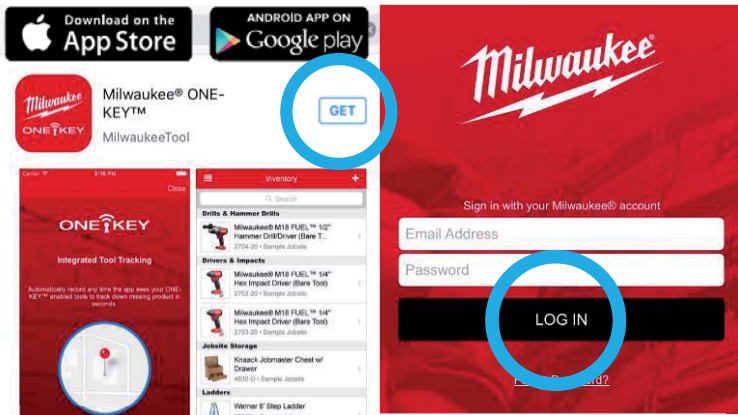 Download on the
App Store
ANDROID APP ON
Google play
Milwaukee
ONE KEY
Milwaukee® ONE-
KEY™
MilwaukeeTool
GET
Carrier
3:16 PM
Close
ONE KEY
Integrated Tool Tracking
Automatically record any time the app sees your ONE-
KEY™ enabled tools to track down missing product in
seconds
Inventory
+
Search
Drills & Hammer Drills
Milwaukee® M18 FUEL™ 1/2"
Hammer Drill/Driver (Bare T...
2704-20 • Sample Jobsite
Drivers & Impacts
Milwaukee® M18 FUEL™ 1/4"
Hex Impact Driver (Bare Tool)
2753-20 • Sample Jobsite
Milwaukee® M18 FUEL™ 1/4"
Hex Impact Driver (Bare Tool)
2753-20 • Sample Jobsite
Jobsite Storage
Knaack Jobmaster Chest w/
Drawer
4830-D • Sample Jobsite
Ladders
Werner 8' Step Ladder
Milwaukee
Sign in with your Milwaukee® account
Email Address
Password
LOG IN